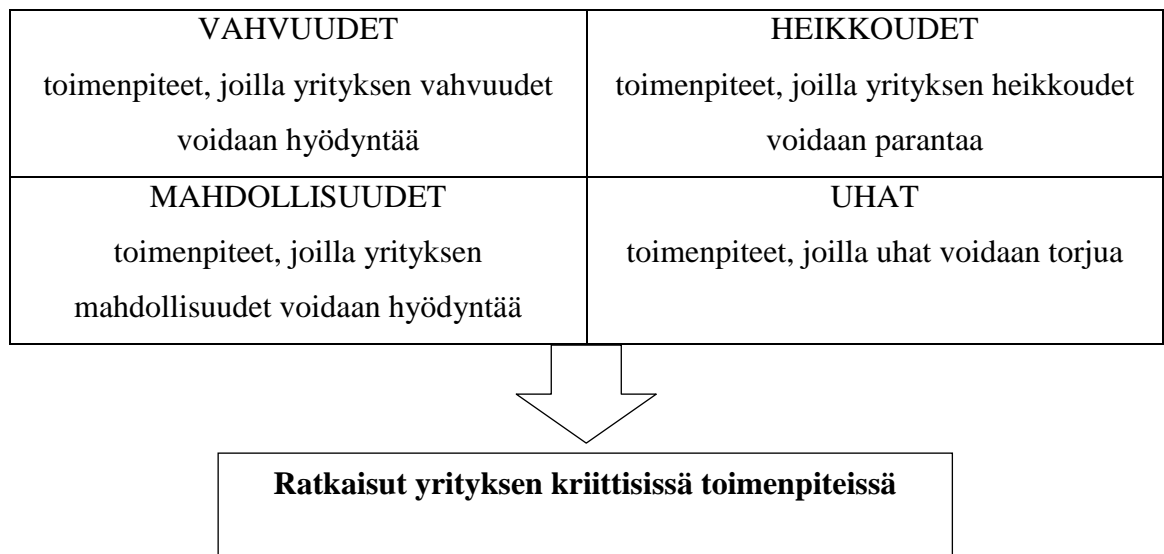 VAHVUUDET
toimenpiteet, joilla yrityksen vahvuudet
voidaan hyödyntää
HEIKKOUDET
toimenpiteet, joilla yrityksen heikkoudet
voidaan parantaa
MAHDOLLISUUDET
toimenpiteet, joilla yrityksen
mahdollisuudet voidaan hyödyntää
UHAT
toimenpiteet, joilla uhat voidaan torjua
Ratkaisut yrityksen kriittisissä toimenpiteissä